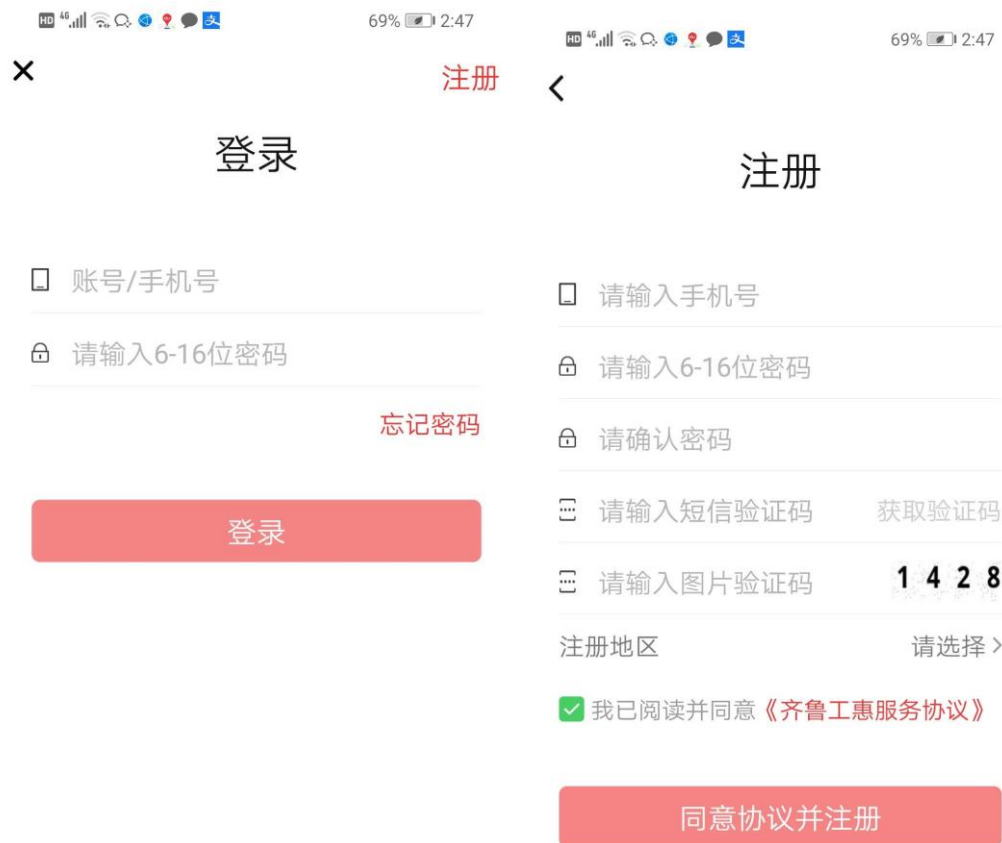 HD 4G 69% 2:47
注册
登录
账号/手机号
请输入6-16位密码
忘记密码
登录
HD 4G 69% 2:47
注册
请输入手机号
请输入6-16位密码
请确认密码
请输入短信验证码 获取验证码
请输入图片验证码 1 4 2 8
注册地区 请选择
我已阅读并同意《齐鲁工惠服务协议》
同意协议并注册